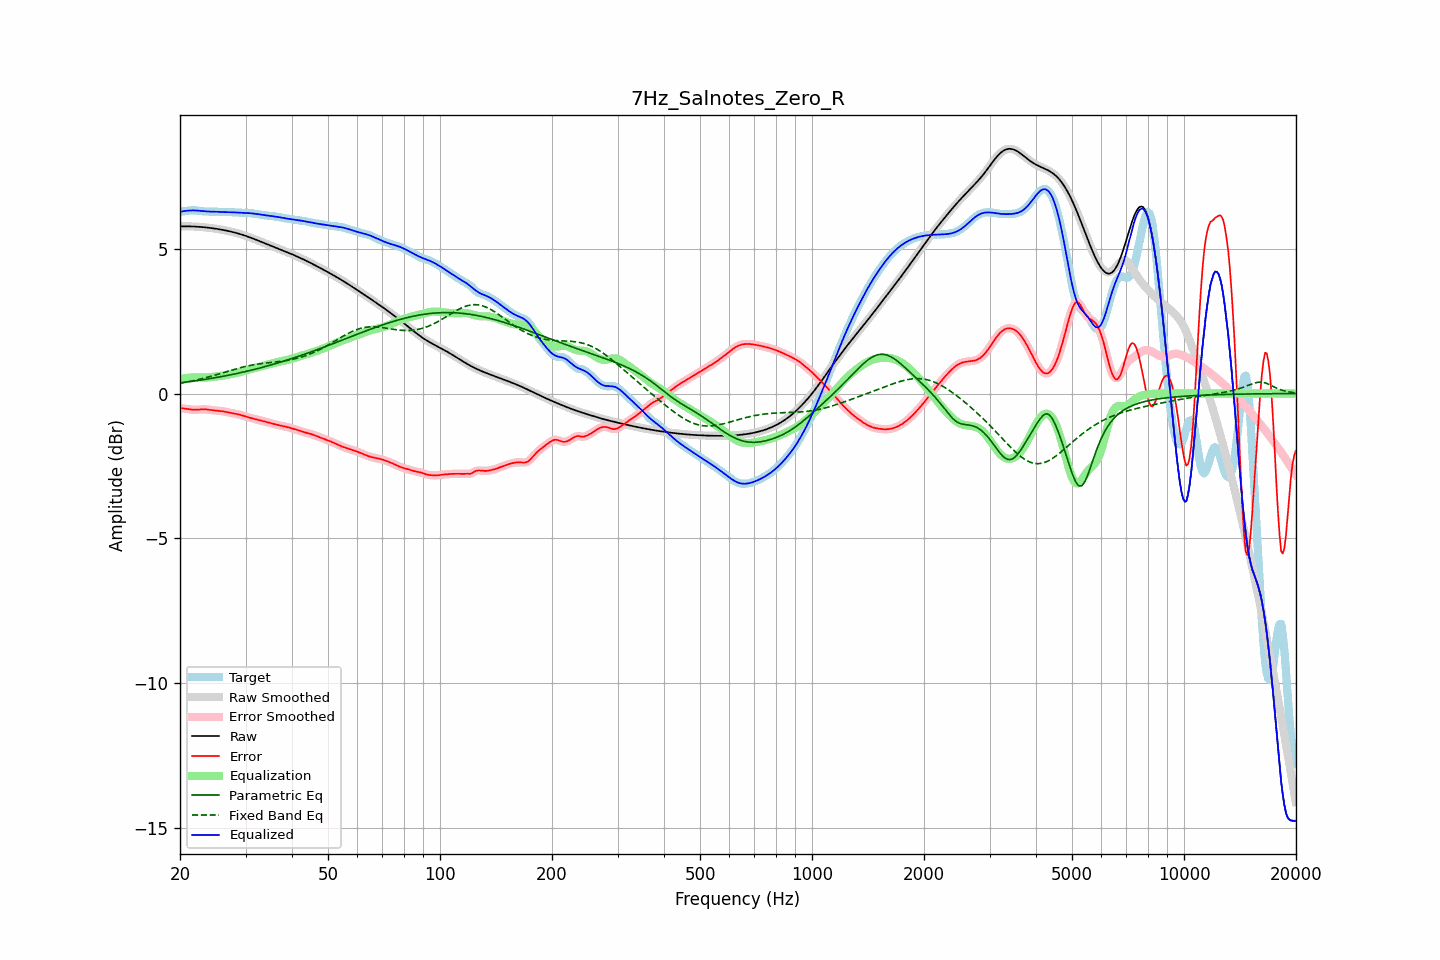 7Hz_Salnotes_Zero_R
Amplitude (dBr)
5
0
−5
−10
−15
Target
Raw Smoothed
Error Smoothed
Raw
Error
Equalization
Parametric Eq
Fixed Band Eq
Equalized
20 50 100 200 500 1000 2000 5000 10000 20000
Frequency (Hz)